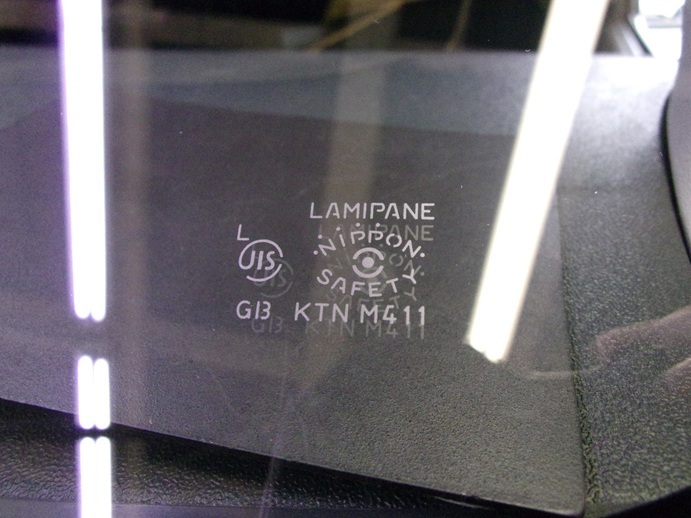 LAMIPANE
L
JIS
NIPPON
SAFETY
G13 KTN M411